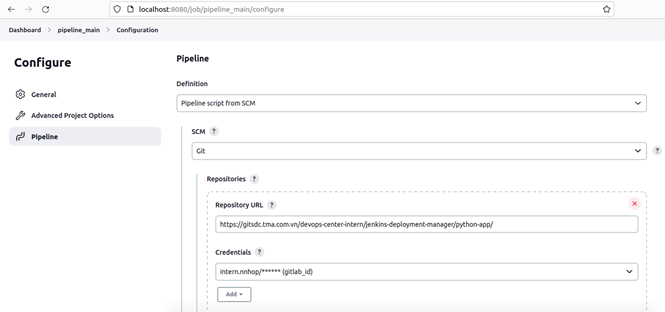 localhost:8080/job/pipeline_main/configure
Dashboard > pipeline_main > Configuration
Configure
General
Advanced Project Options
Pipeline
Pipeline
Definition
Pipeline script from SCM
SCM ?
Git
?
Repositories ?
Repository URL ?
https://gitsdc.tma.com.vn/devops-center-intern/jenkins-deployment-manager/python-app/
Credentials ?
intern.nnhop/****** (gitlab_id)
Add